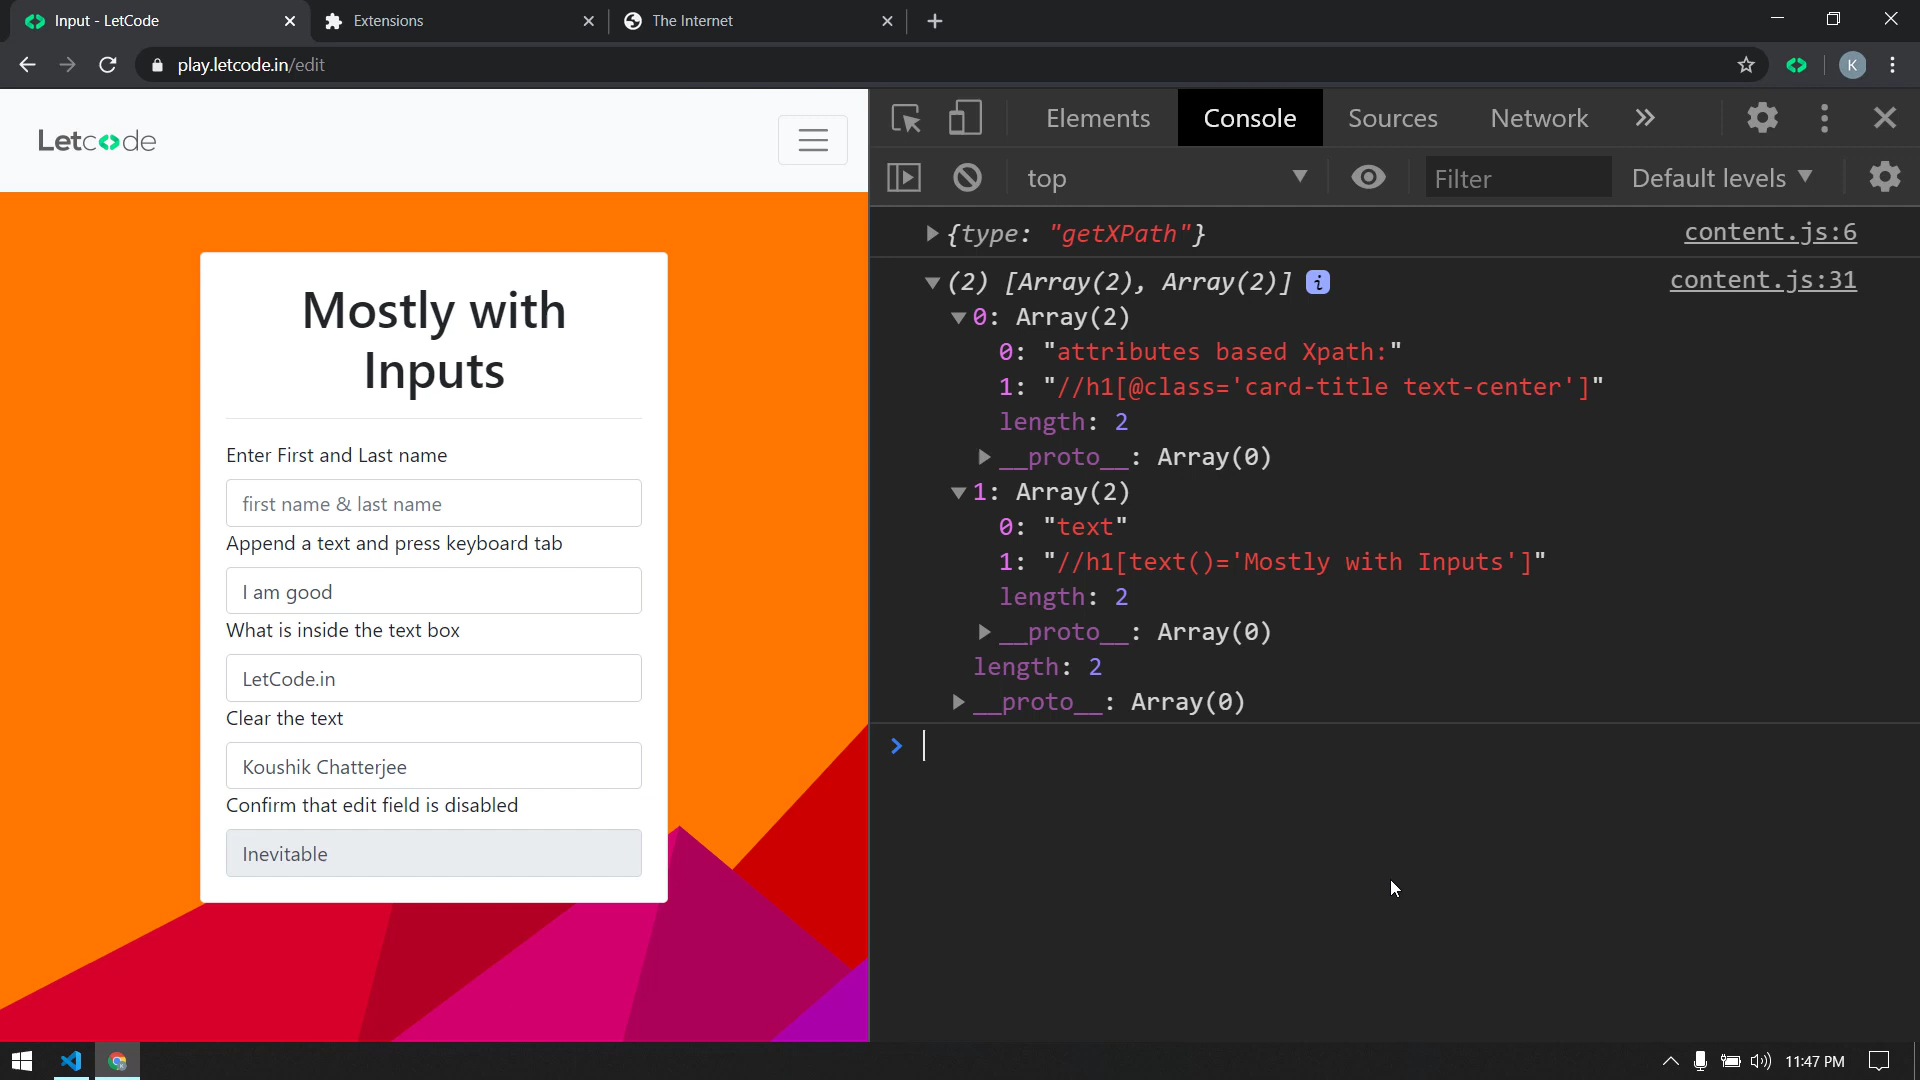 Input - LetCode
Extensions
The Internet
play.letcode.in/edit
K
Letcode
Mostly with
Inputs
Enter First and Last name
first name & last name
Append a text and press keyboard tab
I am good
What is inside the text box
LetCode.in
Clear the text
Koushik Chatterjee
Confirm that edit field is disabled
Inevitable
Elements
Console
Sources
Network
top
Filter
Default levels
{type: "getXPath"}
content.js:6
(2) [Array(2), Array(2)] i
content.js:31
0: Array(2)
0: "attributes based Xpath:"
1: "//h1[@class='card-title text-center']"
length: 2
__proto__: Array(0)
1: Array(2)
0: "text"
1: "//h1[text()='Mostly with Inputs']"
length: 2
__proto__: Array(0)
length: 2
__proto__: Array(0)
11:47 PM